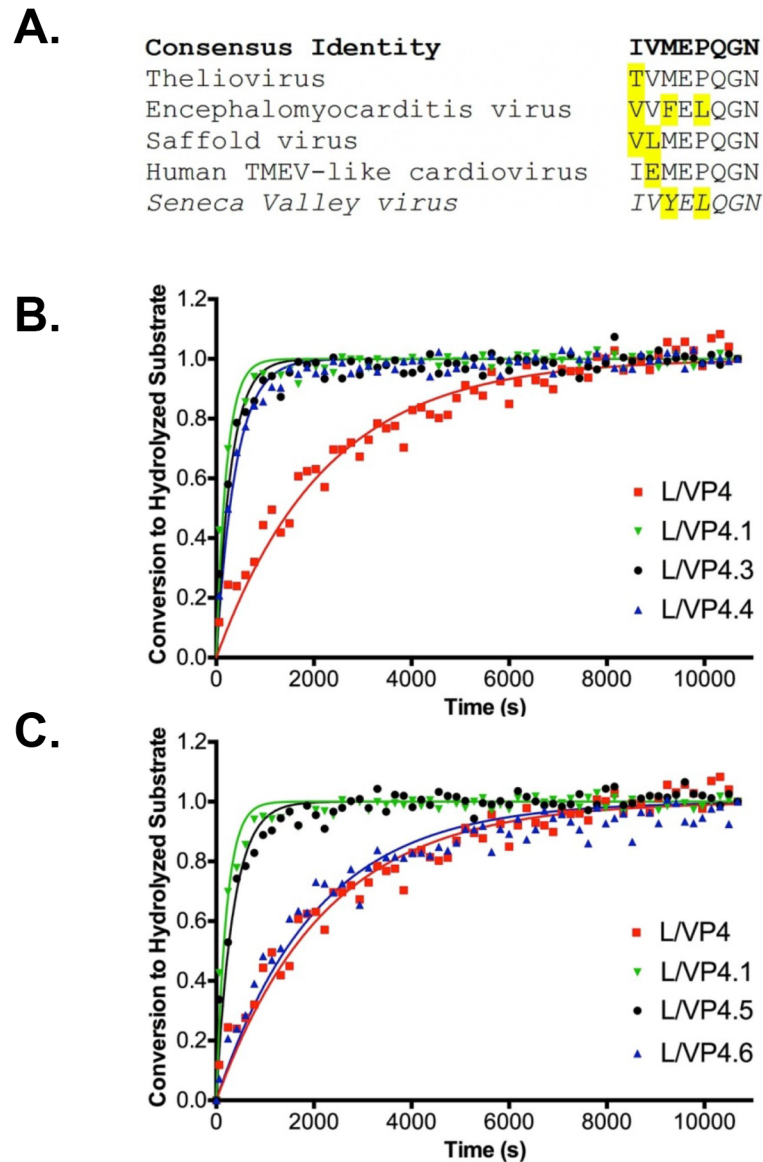 A.
Consensus Identity IVMEPQGN
Theliovirus TVMEPQGN
Encephalomyocarditis virus VVFELQGN
Saffold virus VLMEPQGN
Human TMEV-like cardiovirus IEMEPQGN
Seneca Valley virus IVYELQGN
B.
Conversion to Hydrolyzed Substrate
1.2
1.0
0.8
0.6
0.4
0.2
0.0
L/VP4
L/VP4.1
L/VP4.3
L/VP4.4
0 2000 4000 6000 8000 10000
Time (s)
C.
Conversion to Hydrolyzed Substrate
1.2
1.0
0.8
0.6
0.4
0.2
0.0
L/VP4
L/VP4.1
L/VP4.5
L/VP4.6
0 2000 4000 6000 8000 10000
Time (s)